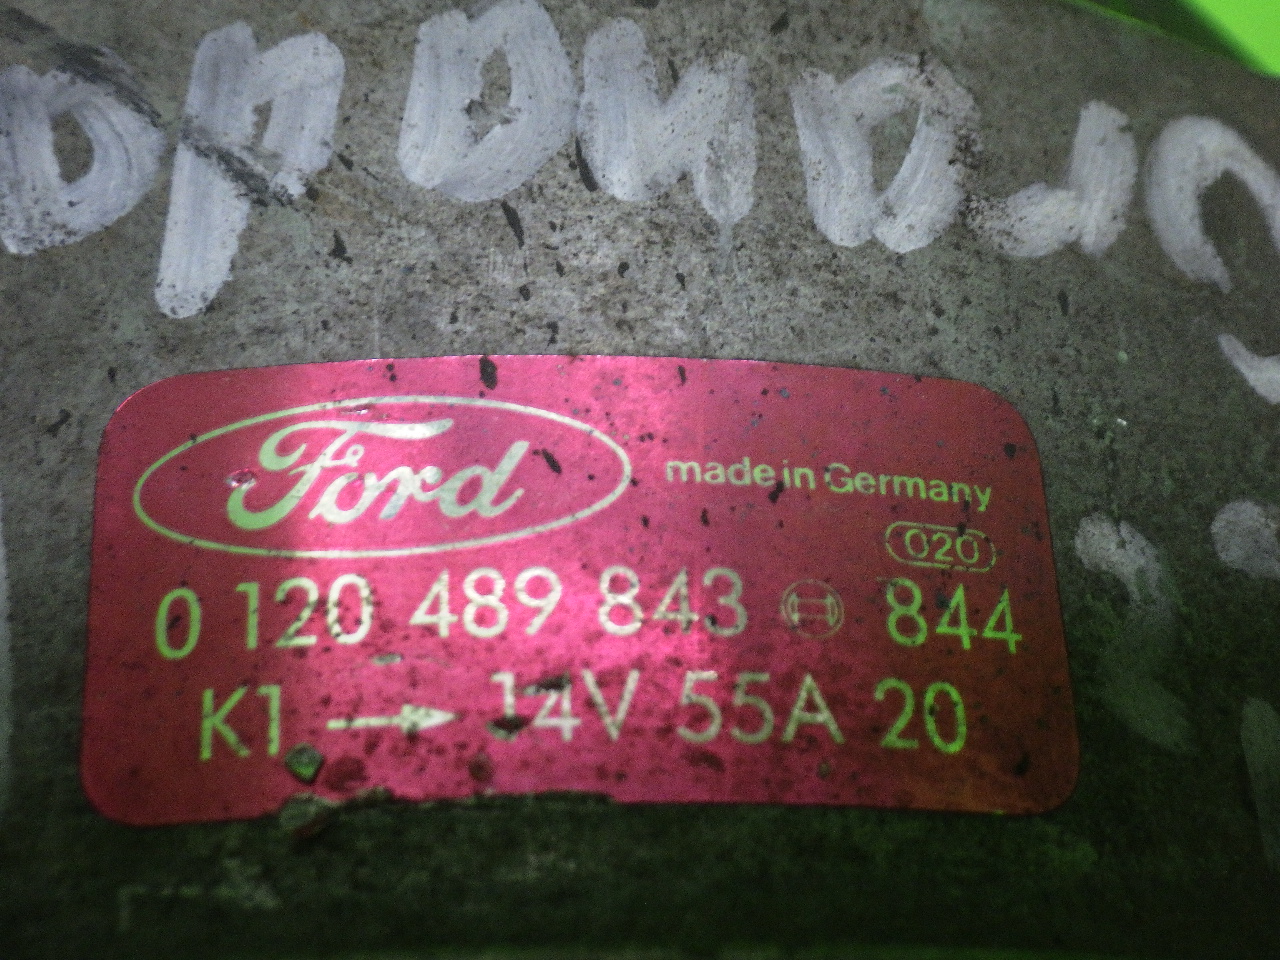 Ford
made in Germany
020
0 120 489 843 844
K1 → 14V 55A 20